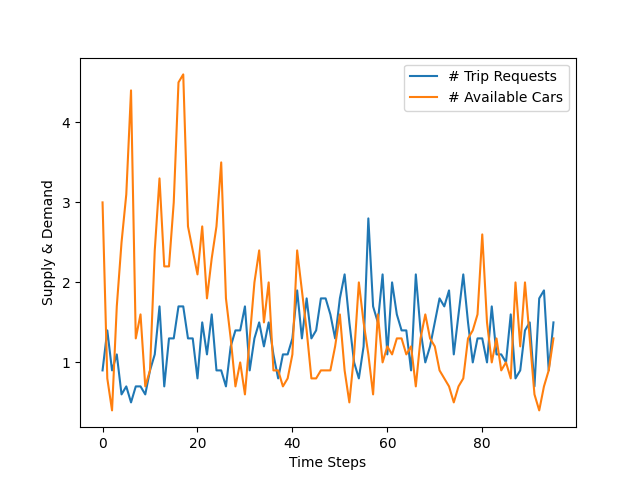 # Trip Requests
# Available Cars
4
3
2
1
Supply & Demand
0 20 40 60 80
Time Steps